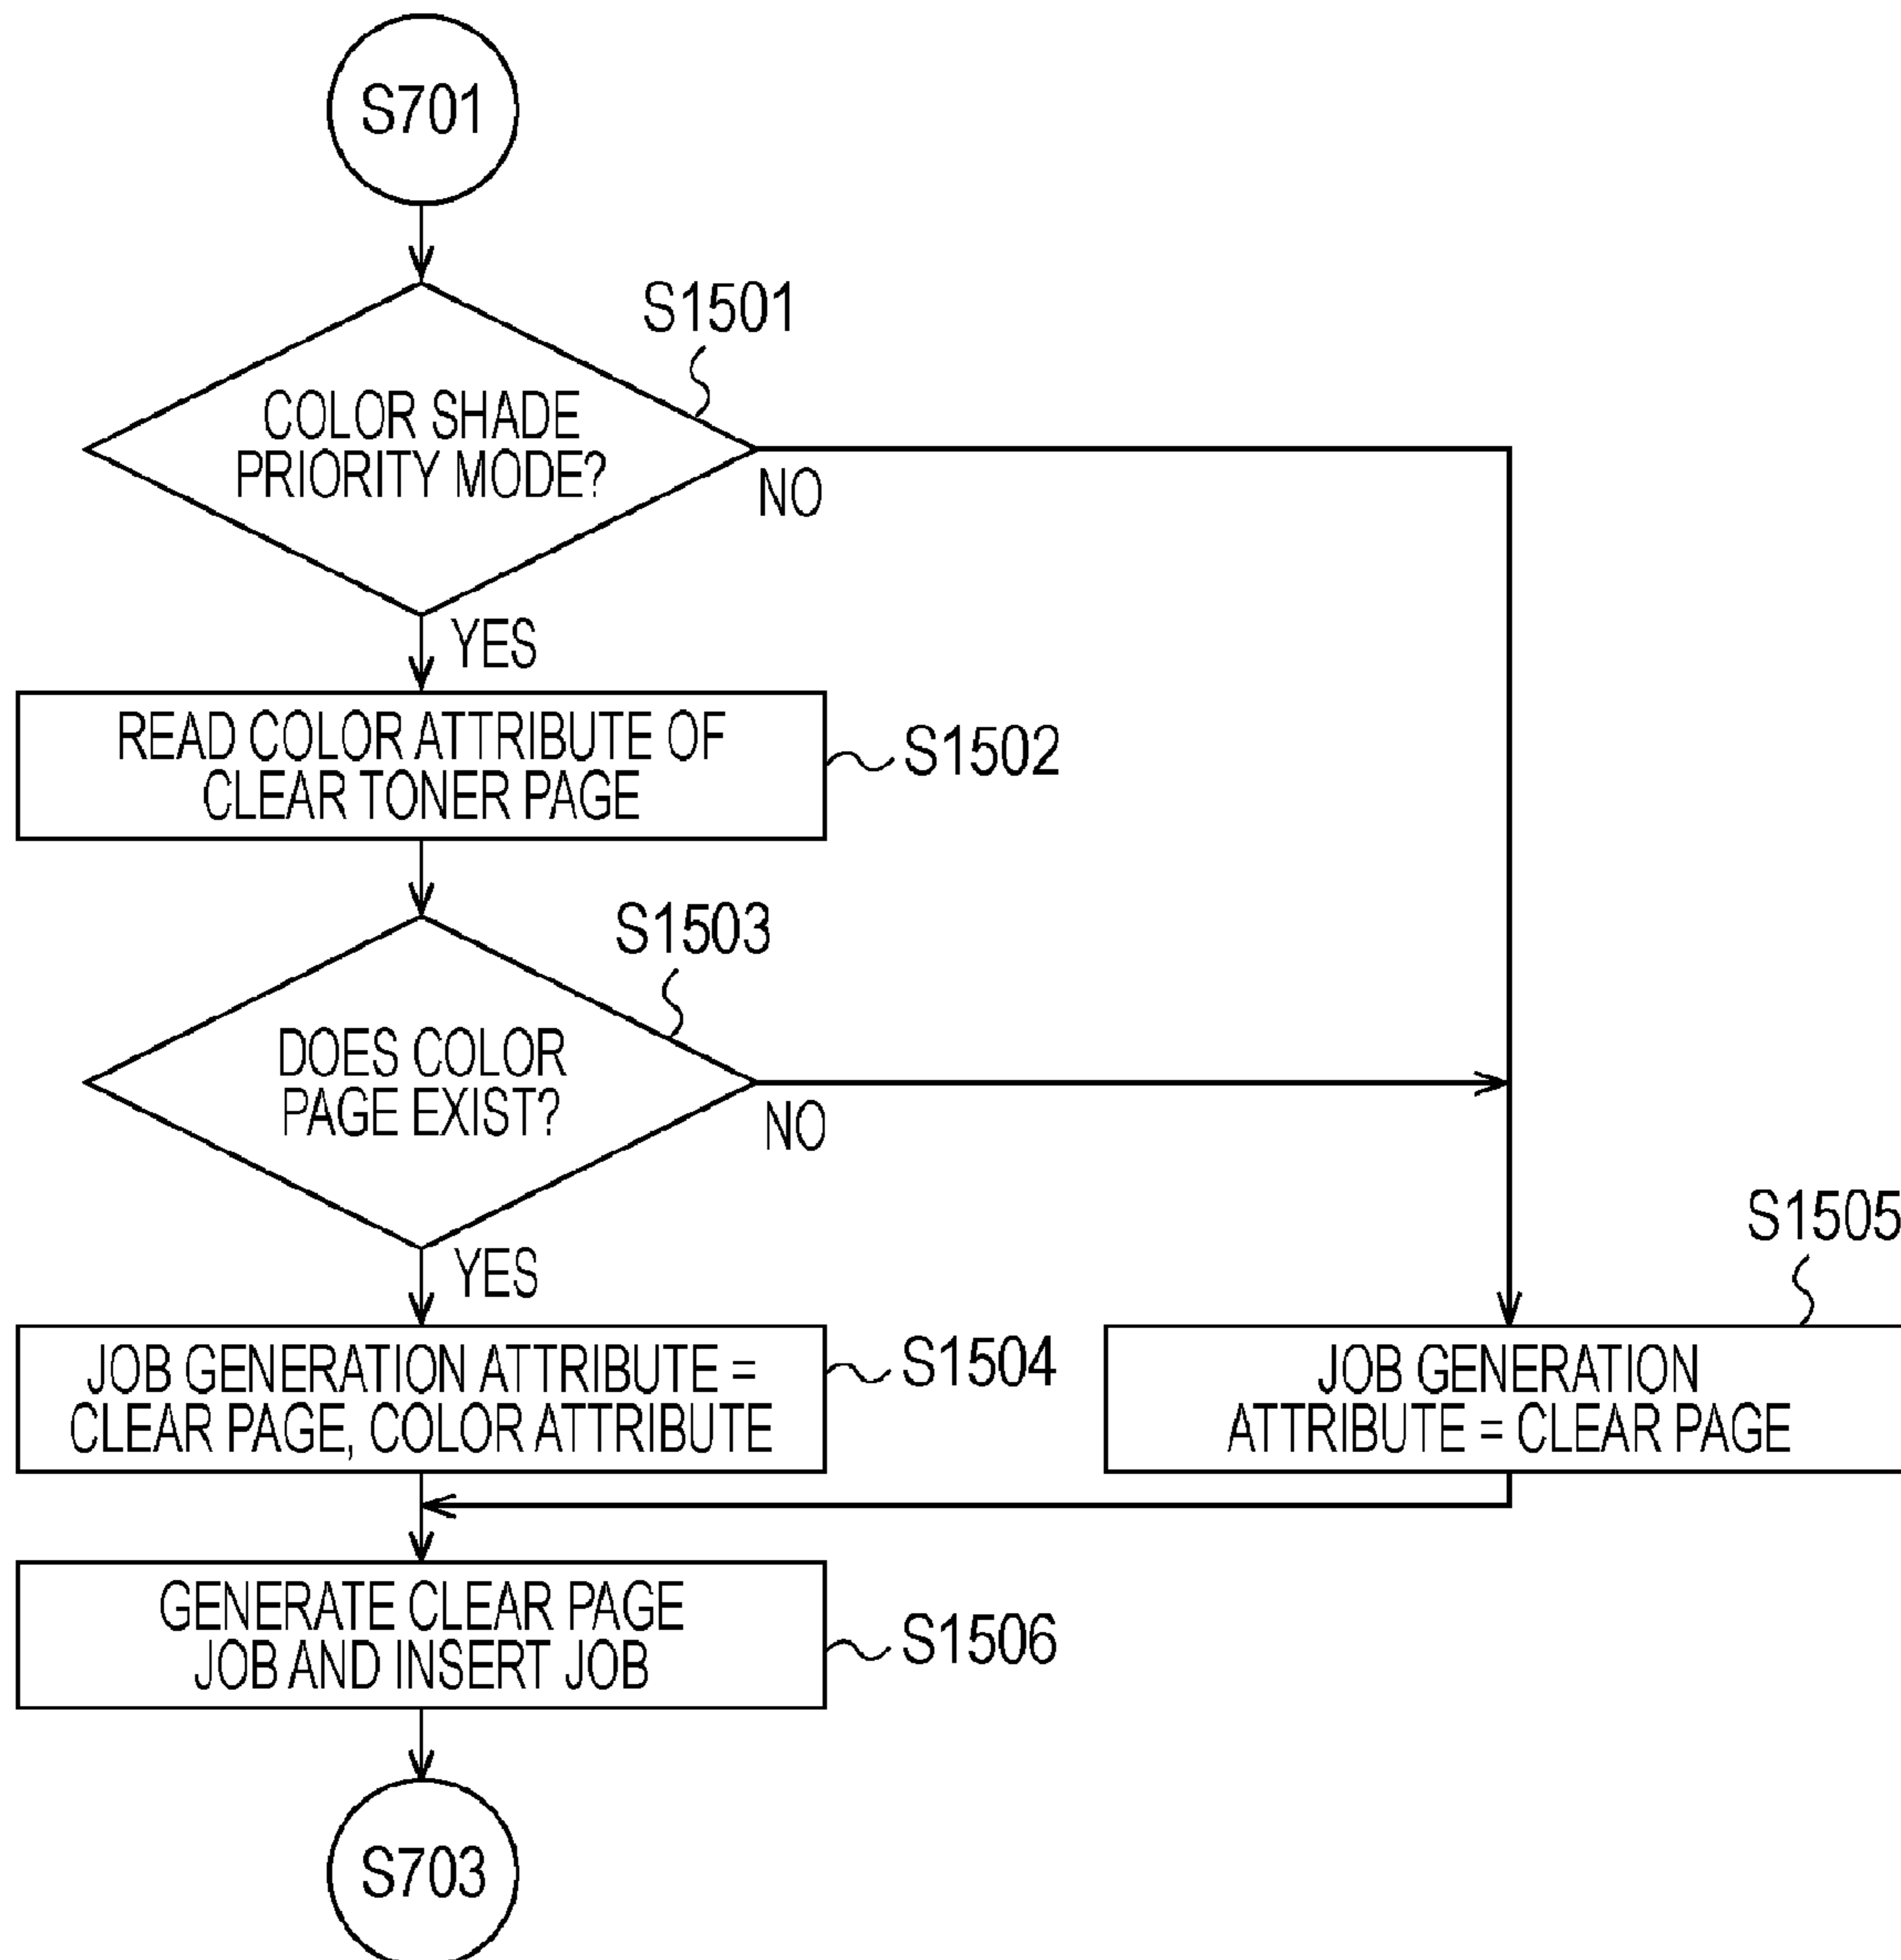 S701
S1501
COLOR SHADE
PRIORITY MODE?
NO
YES
READ COLOR ATTRIBUTE OF
CLEAR TONER PAGE
S1502
S1503
DOES COLOR
PAGE EXIST?
NO
YES
S1505
JOB GENERATION ATTRIBUTE =
CLEAR PAGE, COLOR ATTRIBUTE
S1504
JOB GENERATION
ATTRIBUTE = CLEAR PAGE
GENERATE CLEAR PAGE
JOB AND INSERT JOB
S1506
S703